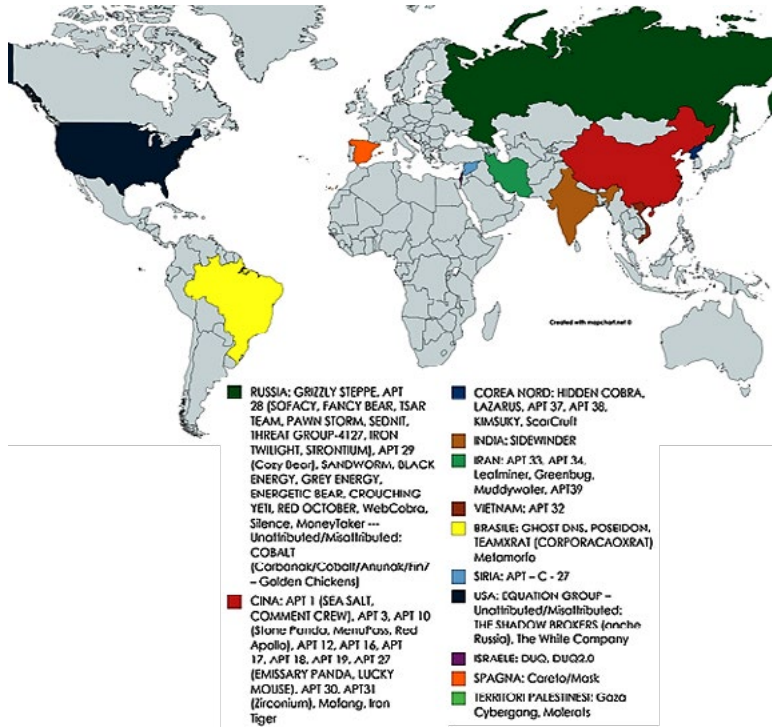 Created with mapchart.net ©
RUSSIA: GRIZZLY STEPPE, APT
28 (SOFACY, FANCY BEAR, TSAR
TEAM, PAWN STORM, SEDNIT,
THREAT GROUP-4127, IRON
TWILIGHT, STRONTIUM), APT 29
(Cozy Bear), SANDWORM, BLACK
ENERGY, GREY ENERGY,
ENERGETIC BEAR, CROUCHING
YETI, RED OCTOBER, WebCobra,
Silence, MoneyTaker ---
Unattributed/Misattributed:
COBALT
(Carbanak/Cobalt/Anunak/Fin7
– Golden Chickens)
CINA: APT 1 (SEA SALT,
COMMENT CREW), APT 3, APT 10
(Stone Panda, MenuPass, Red
Apollo), APT 12, APT 16, APT
17, APT 18, APT 19, APT 27
(EMISSARY PANDA, LUCKY
MOUSE), APT 30, APT31
(Zirconium), Mofang, Iron
Tiger
COREA NORD: HIDDEN COBRA,
LAZARUS, APT 37, APT 38,
KIMSUKY, ScarCruft
INDIA: SIDEWINDER
IRAN: APT 33, APT 34,
Leafminer, Greenbug,
Muddywater, APT39
VIETNAM: APT 32
BRASILE: GHOST DNS, POSEIDON,
TEAMXRAT (CORPORACAOXRAT)
Metamorfo
SIRIA: APT – C - 27
USA: EQUATION GROUP –
Unattributed/Misattributed:
THE SHADOW BROKERS (anche
Russia), The White Company
ISRAELE: DUQ, DUQ2.0
SPAGNA: Careto/Mask
TERRITORI PALESTINESI: Gaza
Cybergang, Molerats